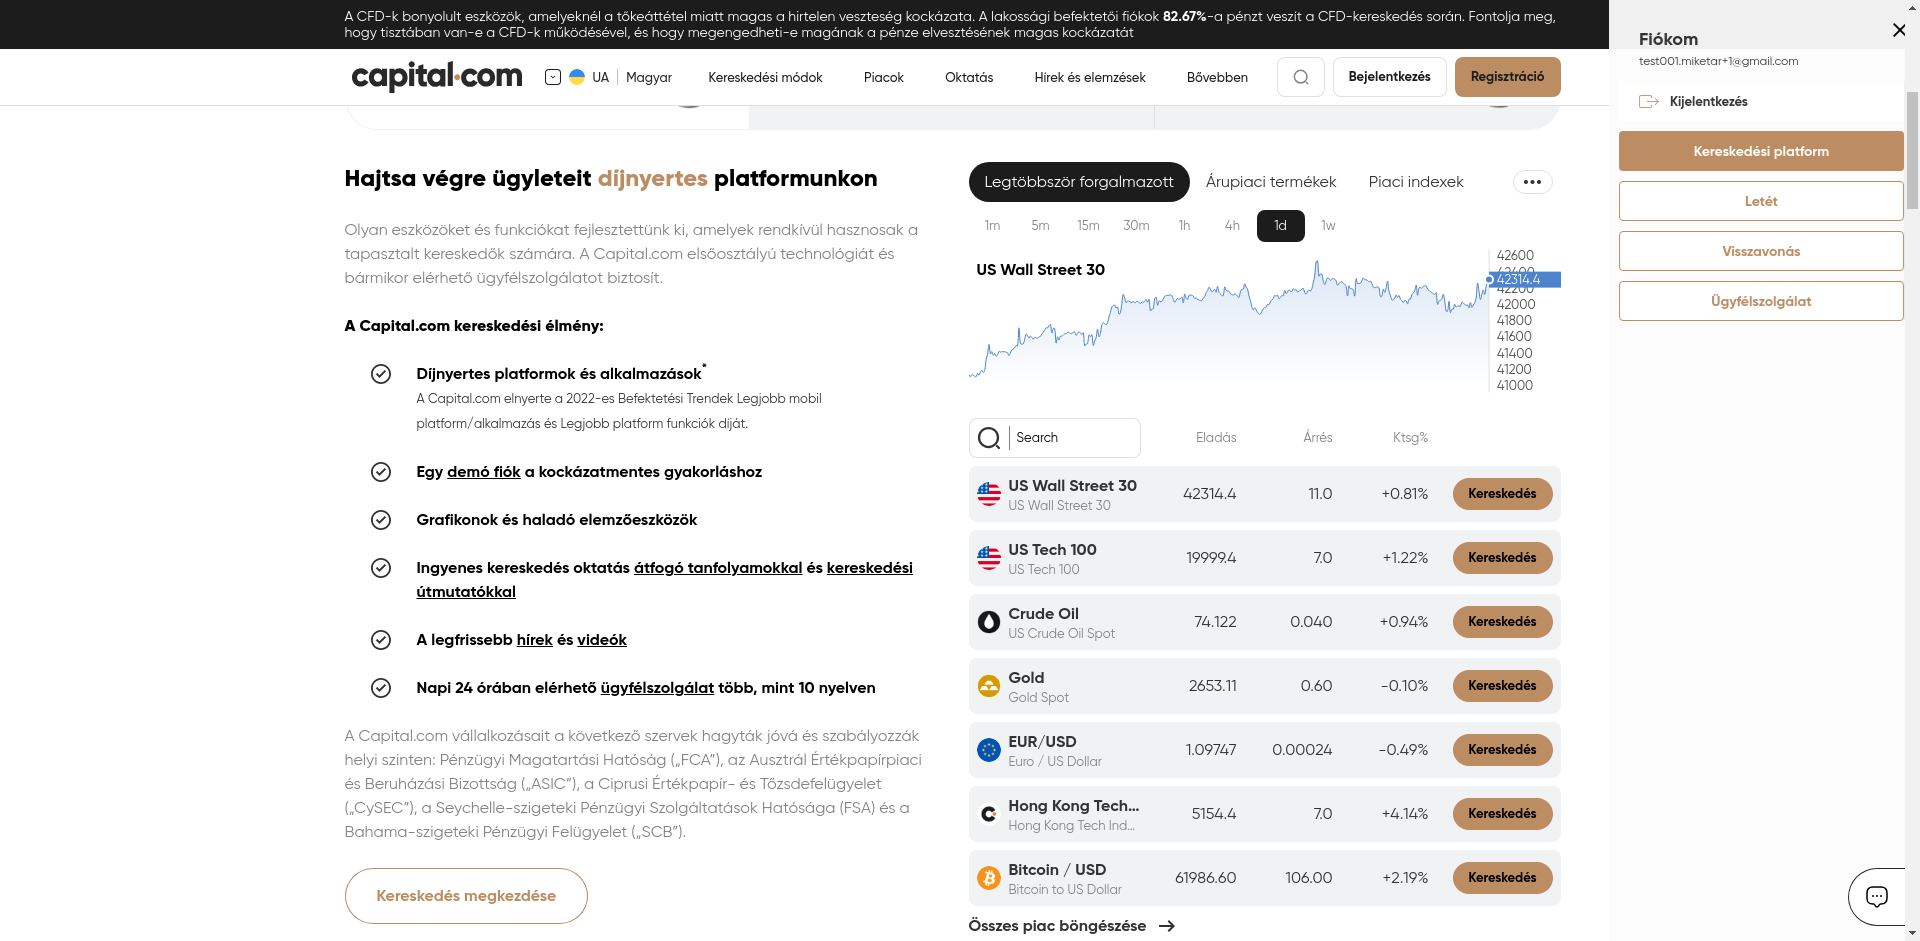 A CFD-k bonyolult eszközök, amelyeknél a tőkeáttétel miatt magas a hirtelen veszteség kockázata. A lakossági befektetői fiókok 82.67%-a pénzt veszít a CFD-kereskedés során. Fontolja meg,
hogy tisztában van-e a CFD-k működésével, és hogy megengedheti-e magának a pénze elvesztésének magas kockázatát
capital.com
UA
Magyar
Kereskedési módok
Piacok
Oktatás
Hírek és elemzések
Bővebben
Bejelentkezés
Regisztráció
Hajtsa végre ügyleteit díjnyertes platformunkon
Olyan eszközöket és funkciókat fejlesztettünk ki, amelyek rendkívül hasznosak a
tapasztalt kereskedők számára. A Capital.com elsőosztályú technológiát és
bármikor elérhető ügyfélszolgálatot biztosít.
A Capital.com kereskedési élmény:
Díjnyertes platformok és alkalmazások*
A Capital.com elnyerte a 2022-es Befektetési Trendek Legjobb mobil
platform/alkalmazás és Legjobb platform funkciók díját.
Egy demó fiók a kockázatmentes gyakorláshoz
Grafikonok és haladó elemzőeszközök
Ingyenes kereskedés oktatás átfogó tanfolyamokkal és kereskedési
útmutatókkal
A legfrissebb hírek és videók
Napi 24 órában elérhető ügyfélszolgálat több, mint 10 nyelven
A Capital.com vállalkozásait a következő szervek hagyták jóvá és szabályozzák
helyi szinten: Pénzügyi Magatartási Hatóság („FCA”), az Ausztrál Értékpapírpiaci
és Beruházási Bizottság („ASIC”), a Ciprusi Értékpapír- és Tőzsdefelügyelet
(„CySEC”), a Seychelle-szigeteki Pénzügyi Szolgáltatások Hatósága (FSA) és a
Bahama-szigeteki Pénzügyi Felügyelet („SCB”).
Kereskedés megkezdése
Legtöbbször forgalmazott
Árupiaci termékek
Piaci indexek
1m 5m 15m 30m 1h 4h 1d 1w
US Wall Street 30
42600
42400
42314.4
42200
42000
41800
41600
41400
41200
41000
Search
Eladás Árrés Ktsg%
US Wall Street 30
US Wall Street 30
42314.4 11.0 +0.81% Kereskedés
US Tech 100
US Tech 100
19999.4 7.0 +1.22% Kereskedés
Crude Oil
US Crude Oil Spot
74.122 0.040 +0.94% Kereskedés
Gold
Gold Spot
2653.11 0.60 -0.10% Kereskedés
EUR/USD
Euro / US Dollar
1.09747 0.00024 -0.49% Kereskedés
Hong Kong Tech...
Hong Kong Tech Ind...
5154.4 7.0 +4.14% Kereskedés
Bitcoin / USD
Bitcoin to US Dollar
61986.60 106.00 +2.19% Kereskedés
Összes piac böngészése
Fiókom
test001.miketar+1@gmail.com
Kijelentkezés
Kereskedési platform
Letét
Visszavonás
Ügyfélszolgálat